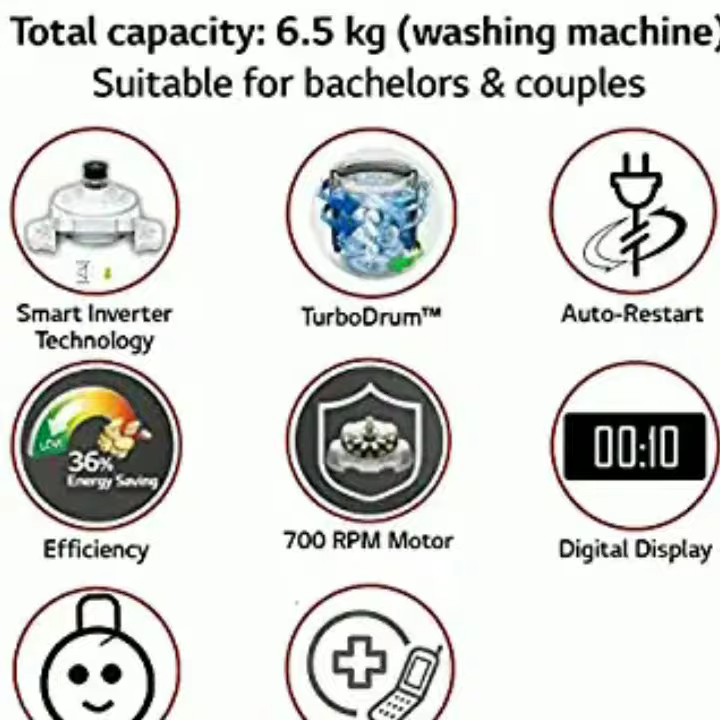 Total capacity: 6.5 kg (washing machine)
Suitable for bachelors & couples
Smart Inverter
Technology
TurboDrum™
Auto-Restart
LOW
36%
Energy Saving
00:10
Efficiency
700 RPM Motor
Digital Display